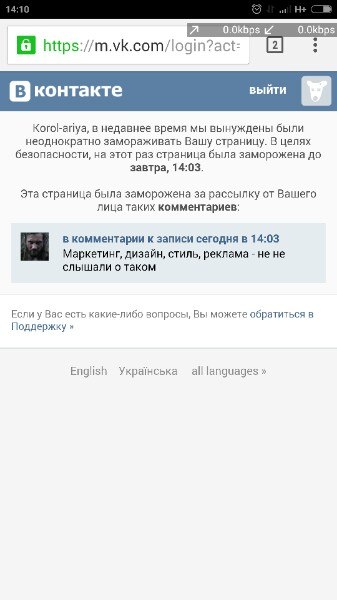 14:10
H+
0.0kbps 0.0kbps
https://m.vk.com/login?act=
2
В контакте
выйти
Korol-ariya, в недавнее время мы вынуждены были
неоднократно замораживать Вашу страницу. В целях
безопасности, на этот раз страница была заморожена до
завтра, 14:03.
Эта страница была заморожена за рассылку от Вашего
лица таких комментариев:
в комментарии к записи сегодня в 14:03
Маркетинг, дизайн, стиль, реклама - не не
слышали о таком
Если у Вас есть какие-либо вопросы, Вы можете обратиться в
Поддержку »
English Українська all languages »